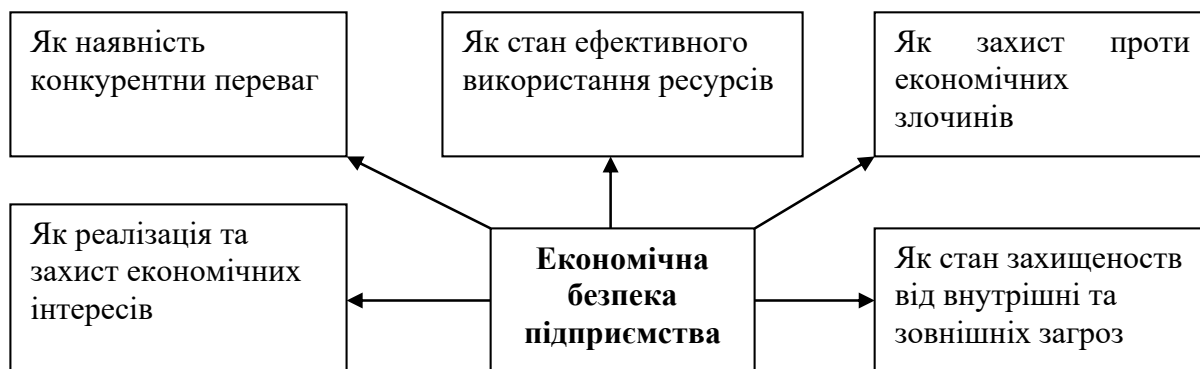 Як наявність
конкурентни переваг
Як стан ефективного
використання ресурсів
Як захист проти
економічних
злочинів
Як реалізація та
захист економічних
інтересів
Економічна
безпека
підприємства
Як стан захищеноств
від внутрішні та
зовнішніх загроз